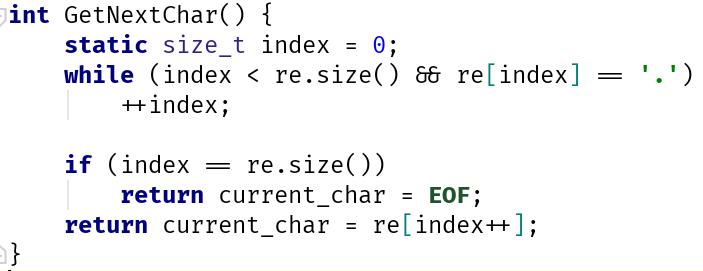 int GetNextChar() {
    static size_t index = 0;
    while (index < re.size() && re[index] == '.')
        ++index;

    if (index == re.size())
        return current_char = EOF;
    return current_char = re[index++];
}